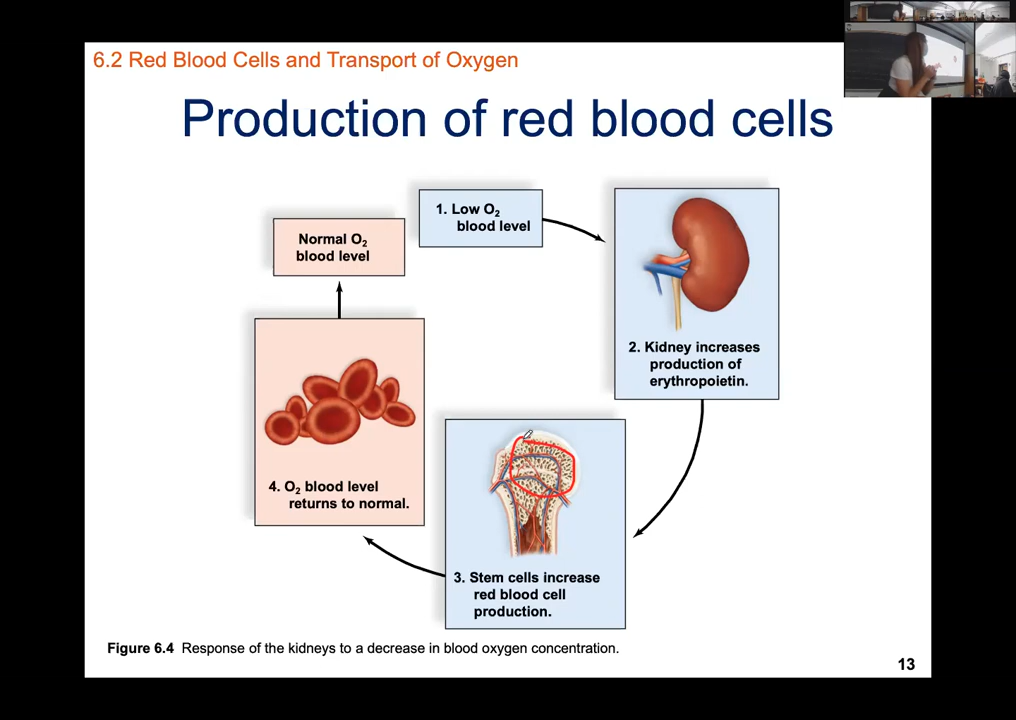 6.2 Red Blood Cells and Transport of Oxygen
Production of red blood cells
1. Low O₂
blood level
Normal O₂
blood level
2. Kidney increases
production of
erythropoietin.
3. Stem cells increase
red blood cell
production.
4. O₂ blood level
returns to normal.
Figure 6.4 Response of the kidneys to a decrease in blood oxygen concentration.
13